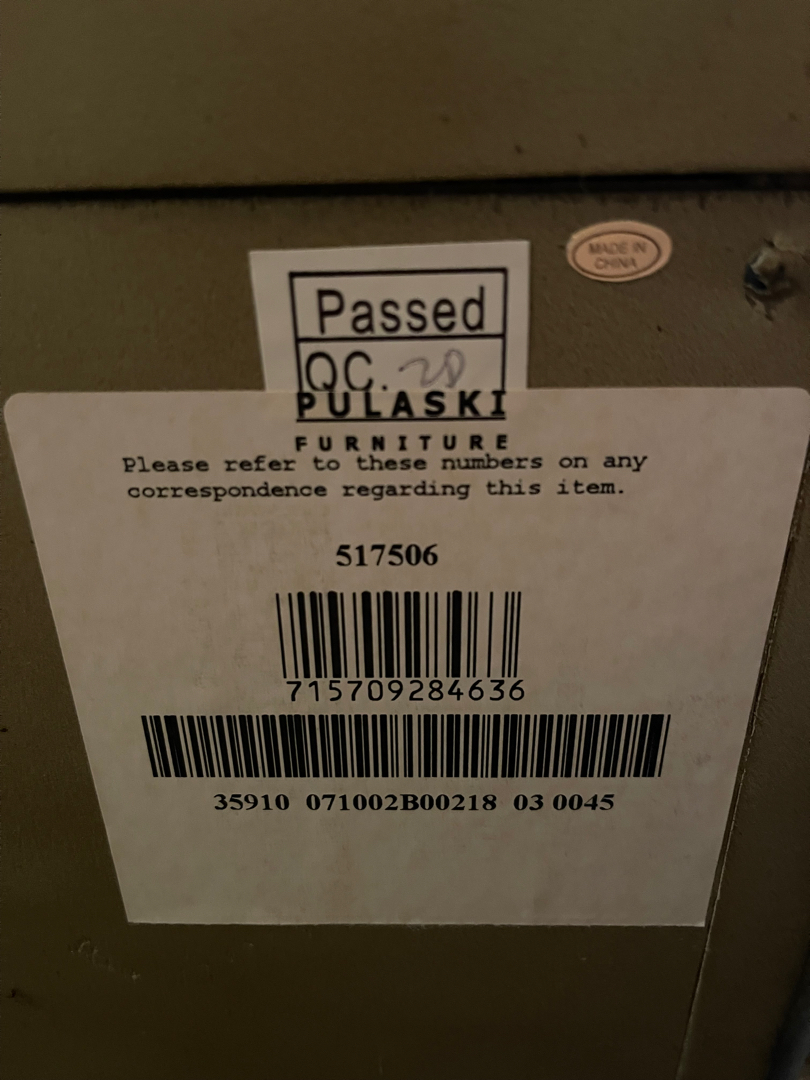 MADE IN
CHINA
Passed
QC. 28
PULASKI
FURNITURE
Please refer to these numbers on any
correspondence regarding this item.
517506
715709284636
35910 071002B00218 03 0045